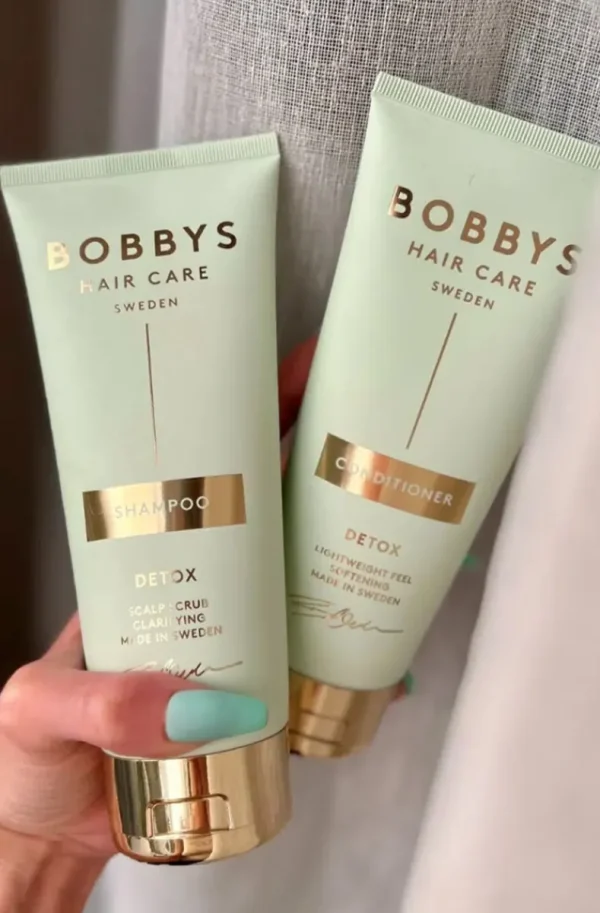 BOBBYS
HAIR CARE
SWEDEN
SHAMPOO
DETOX
SCALP SCRUB
CLARIFYING
MADE IN SWEDEN
BOBBYS
HAIR CARE
SWEDEN
CONDITIONER
DETOX
LIGHTWEIGHT FEEL
SOFTENING
MADE IN SWEDEN